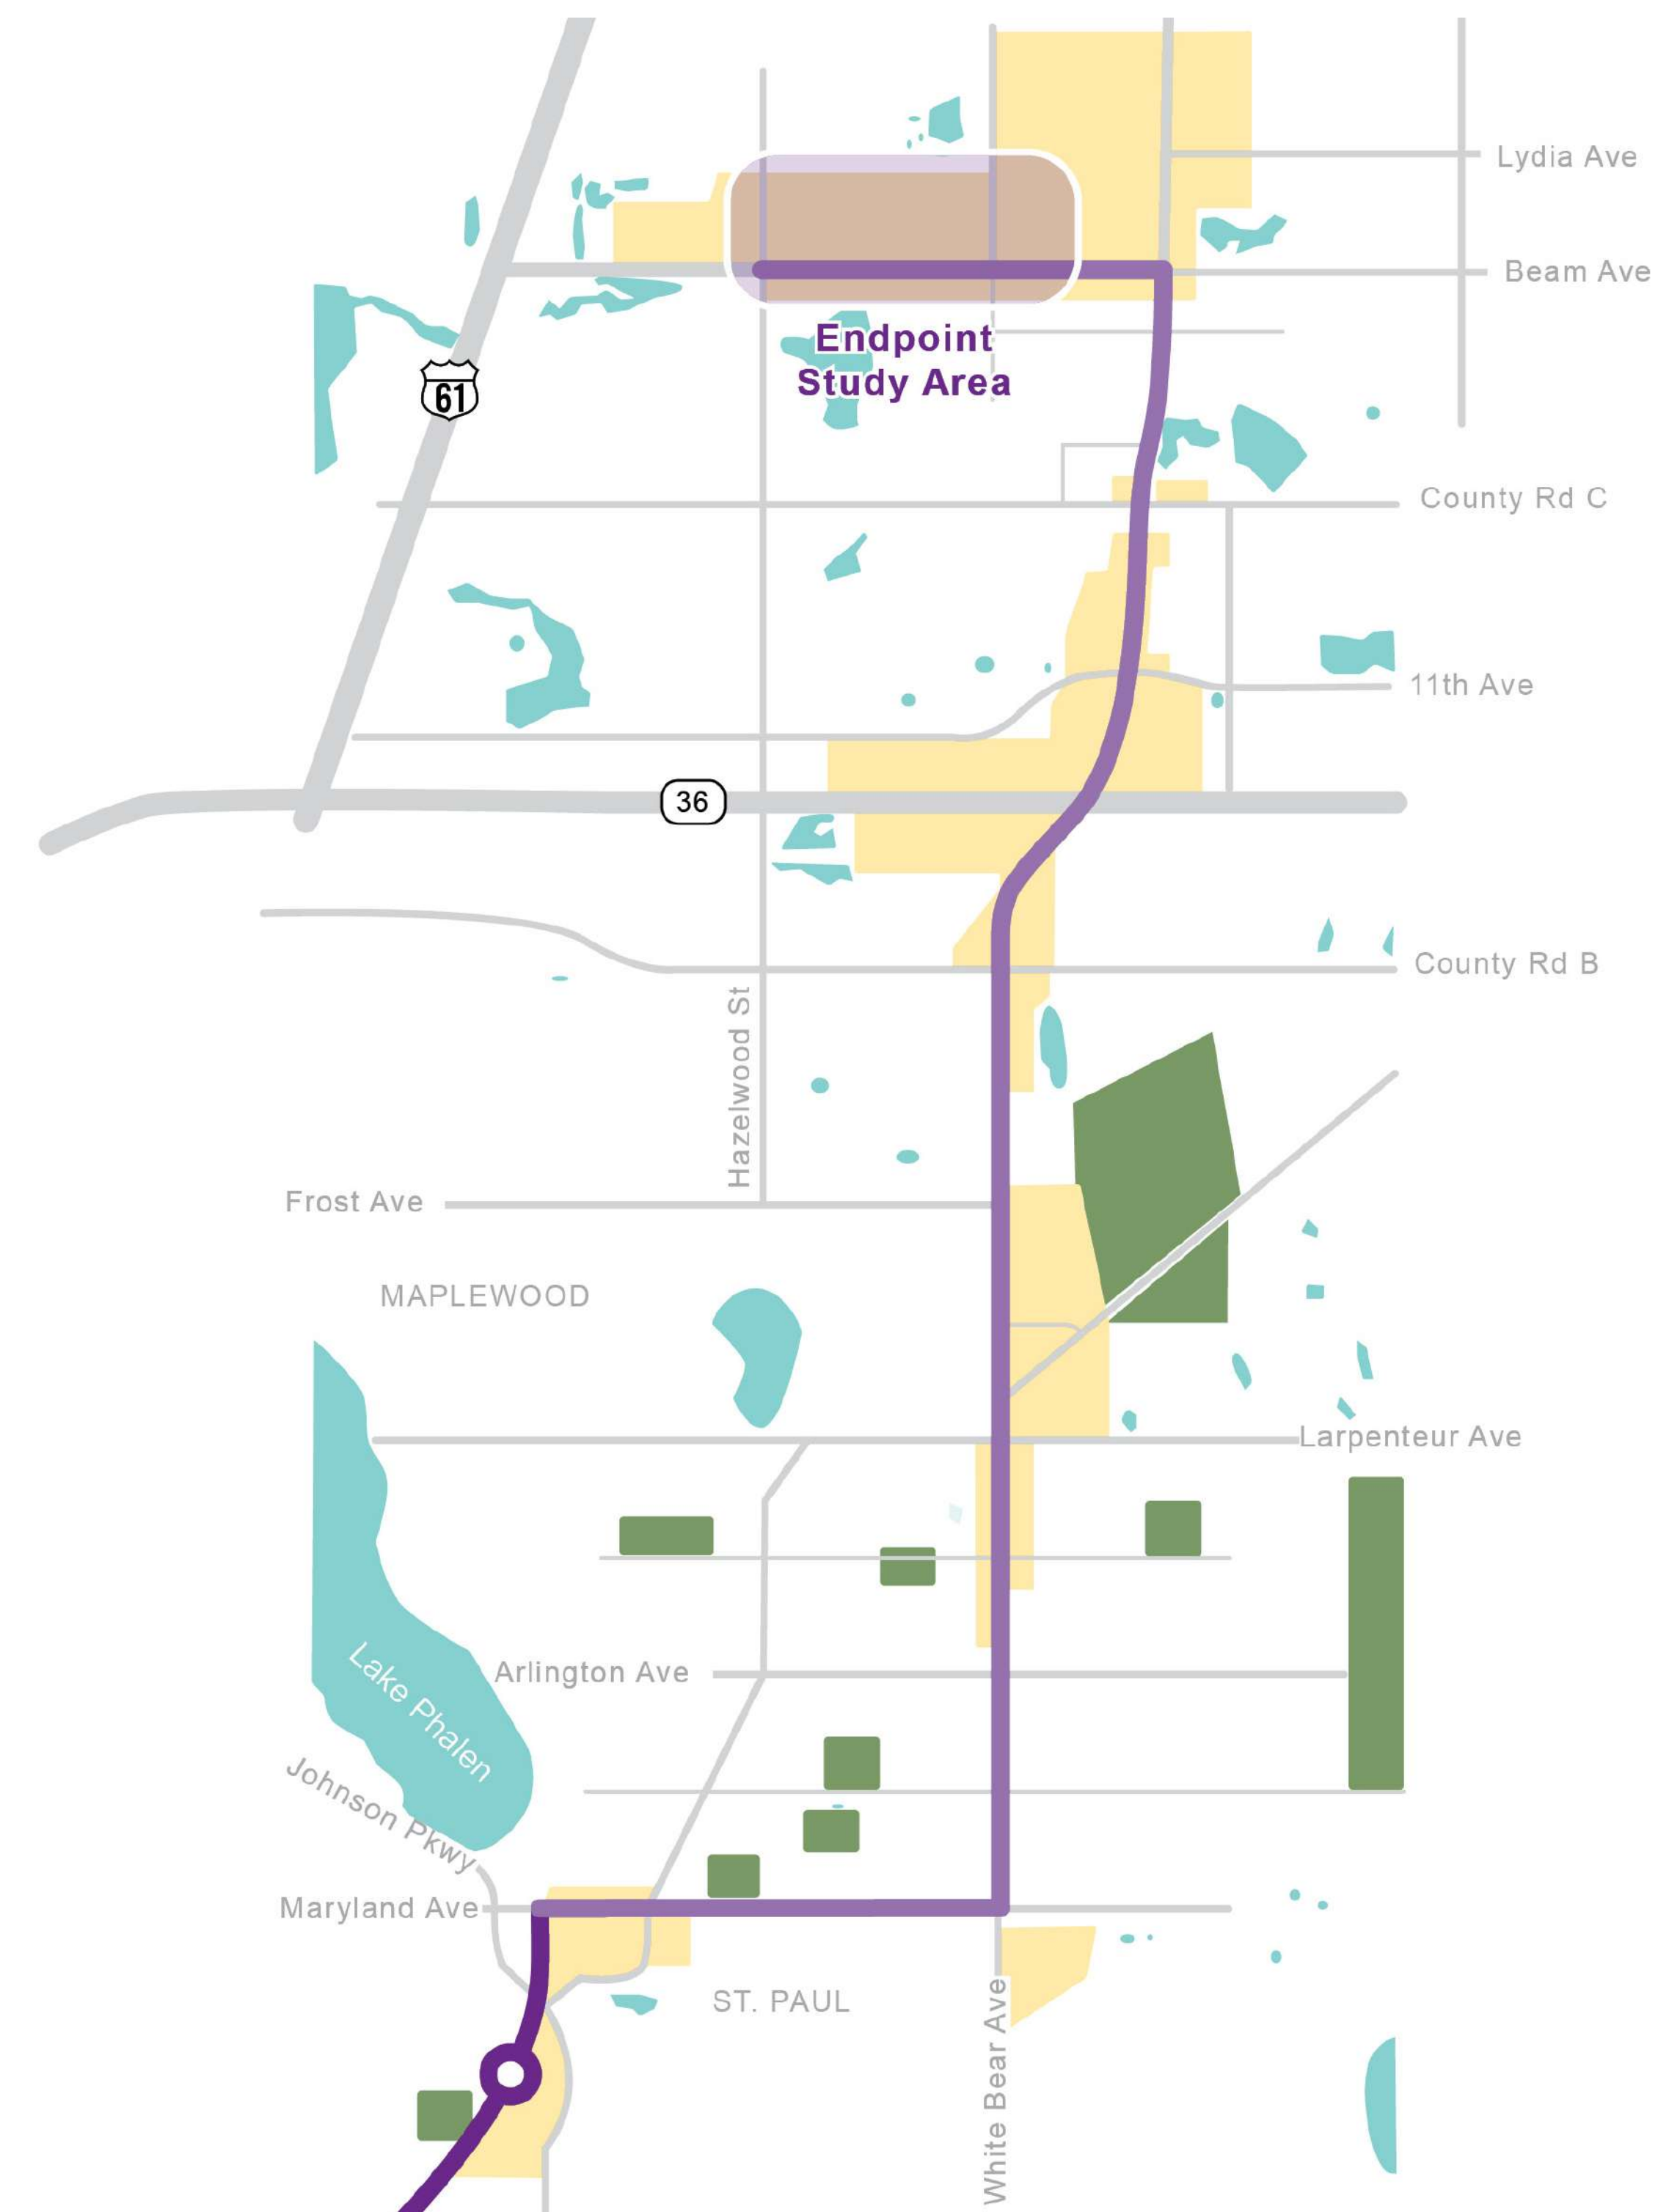 Lydia Ave
Beam Ave
Endpoint
Study Area
61
County Rd C
11th Ave
36
County Rd B
Hazelwood St
Frost Ave
MAPLEWOOD
Larpenteur Ave
Arlington Ave
Lake Phalen
Johnson Pkwy
Maryland Ave
ST. PAUL
White Bear Ave